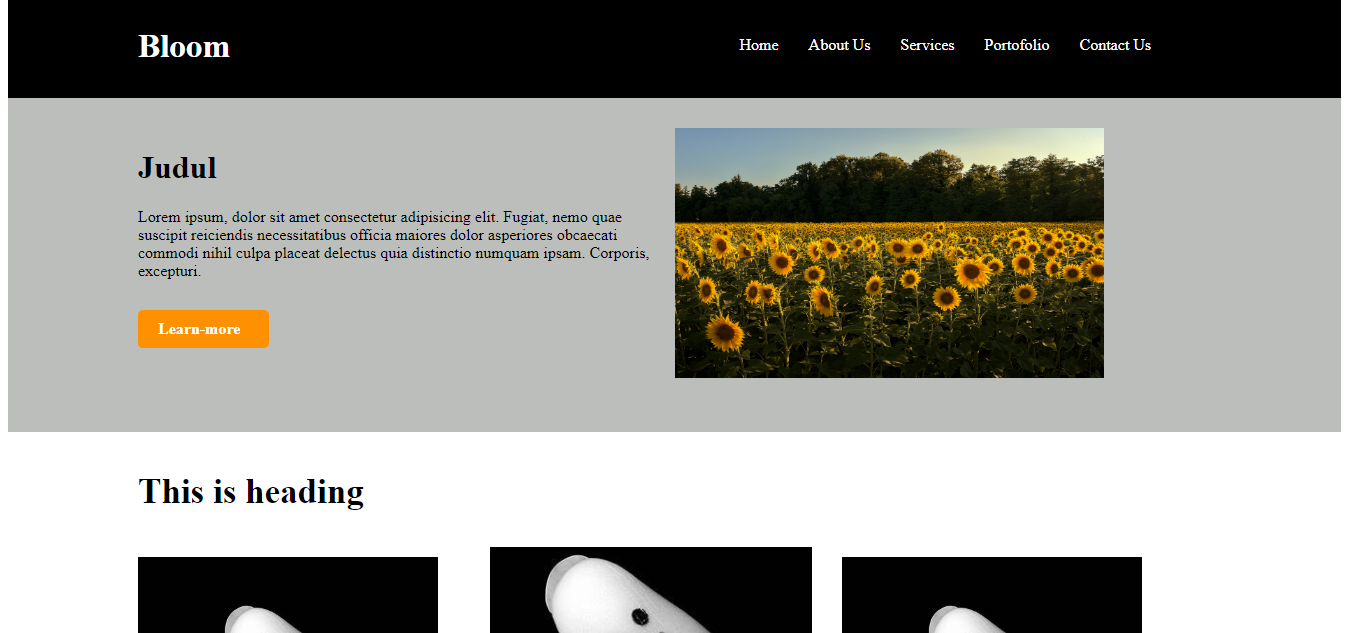 Bloom
Home About Us Services Portofolio Contact Us
Judul
Lorem ipsum, dolor sit amet consectetur adipisicing elit. Fugiat, nemo quae
suscipit reiciendis necessitatibus officia maiores dolor asperiores obcaecati
commodi nihil culpa placeat delectus quia distinctio numquam ipsam. Corporis,
excepturi.
Learn-more
This is heading